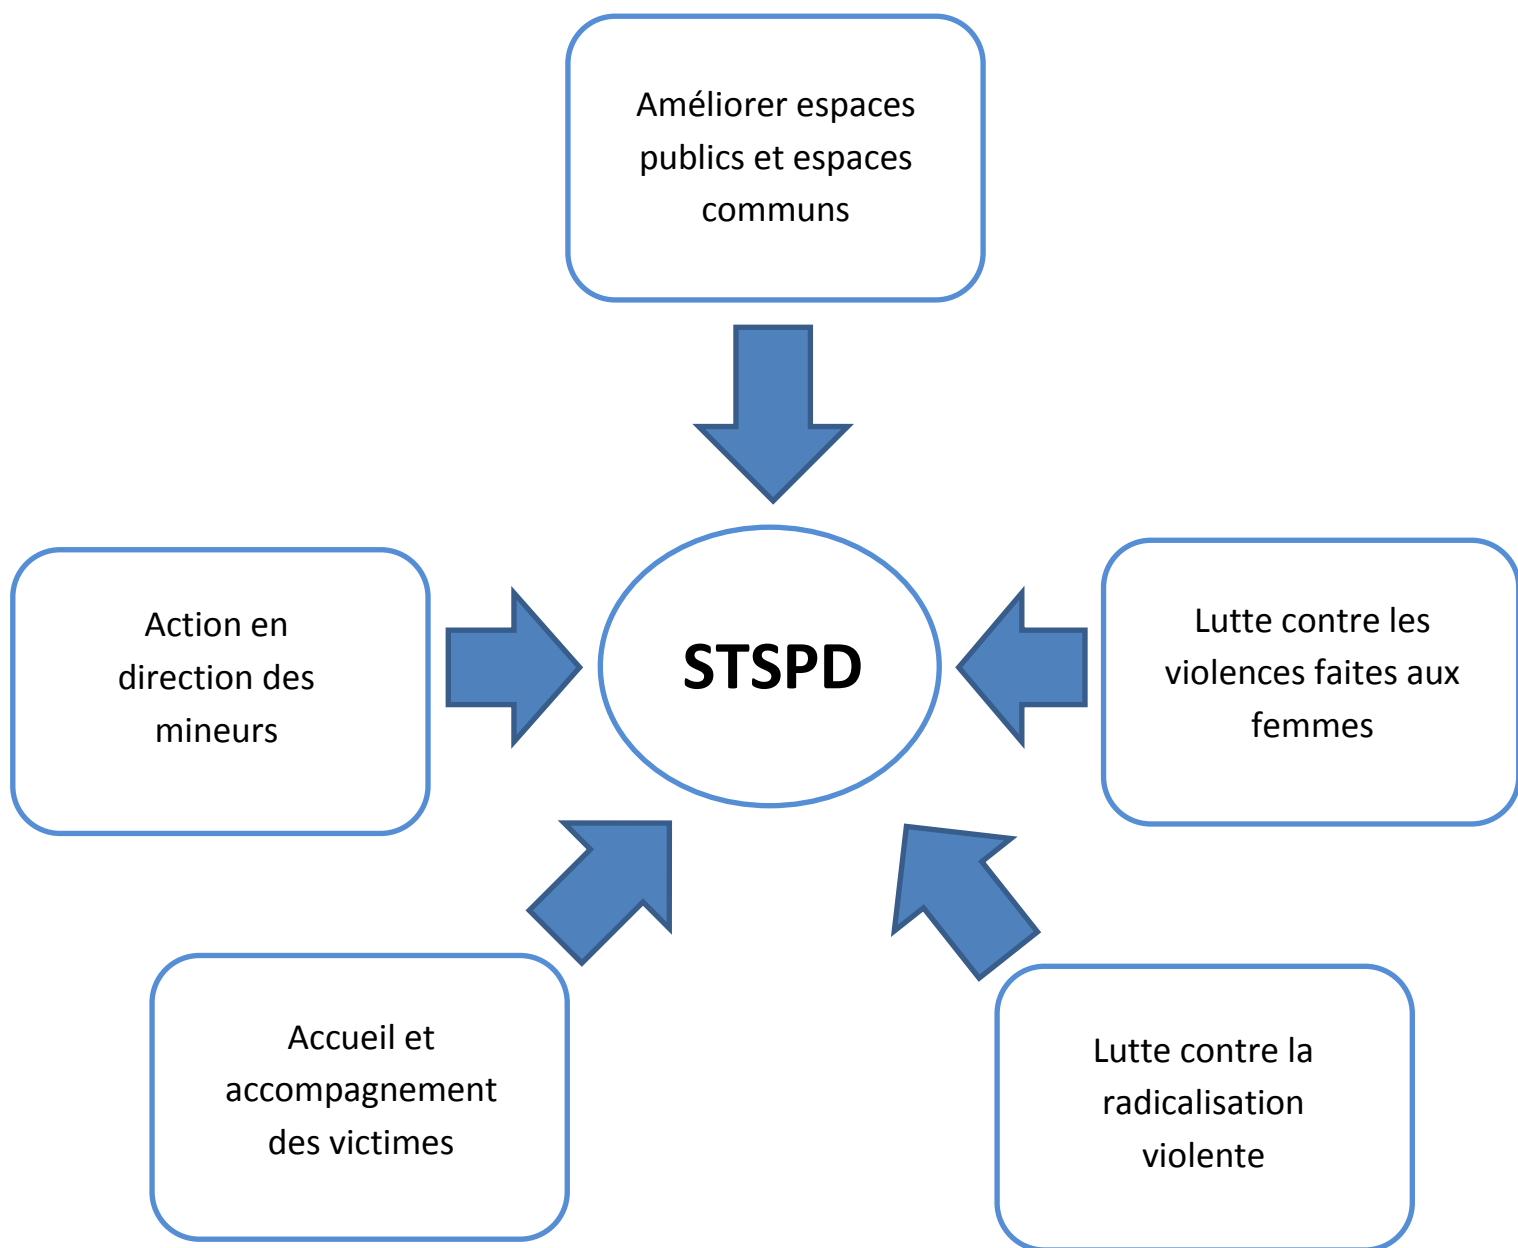 Améliorer espaces
publics et espaces
communs
Action en
direction des
mineurs
STSPD
Lutte contre les
violences faites aux
femmes
Accueil et
accompagnement
des victimes
Lutte contre la
radicalisation
violente